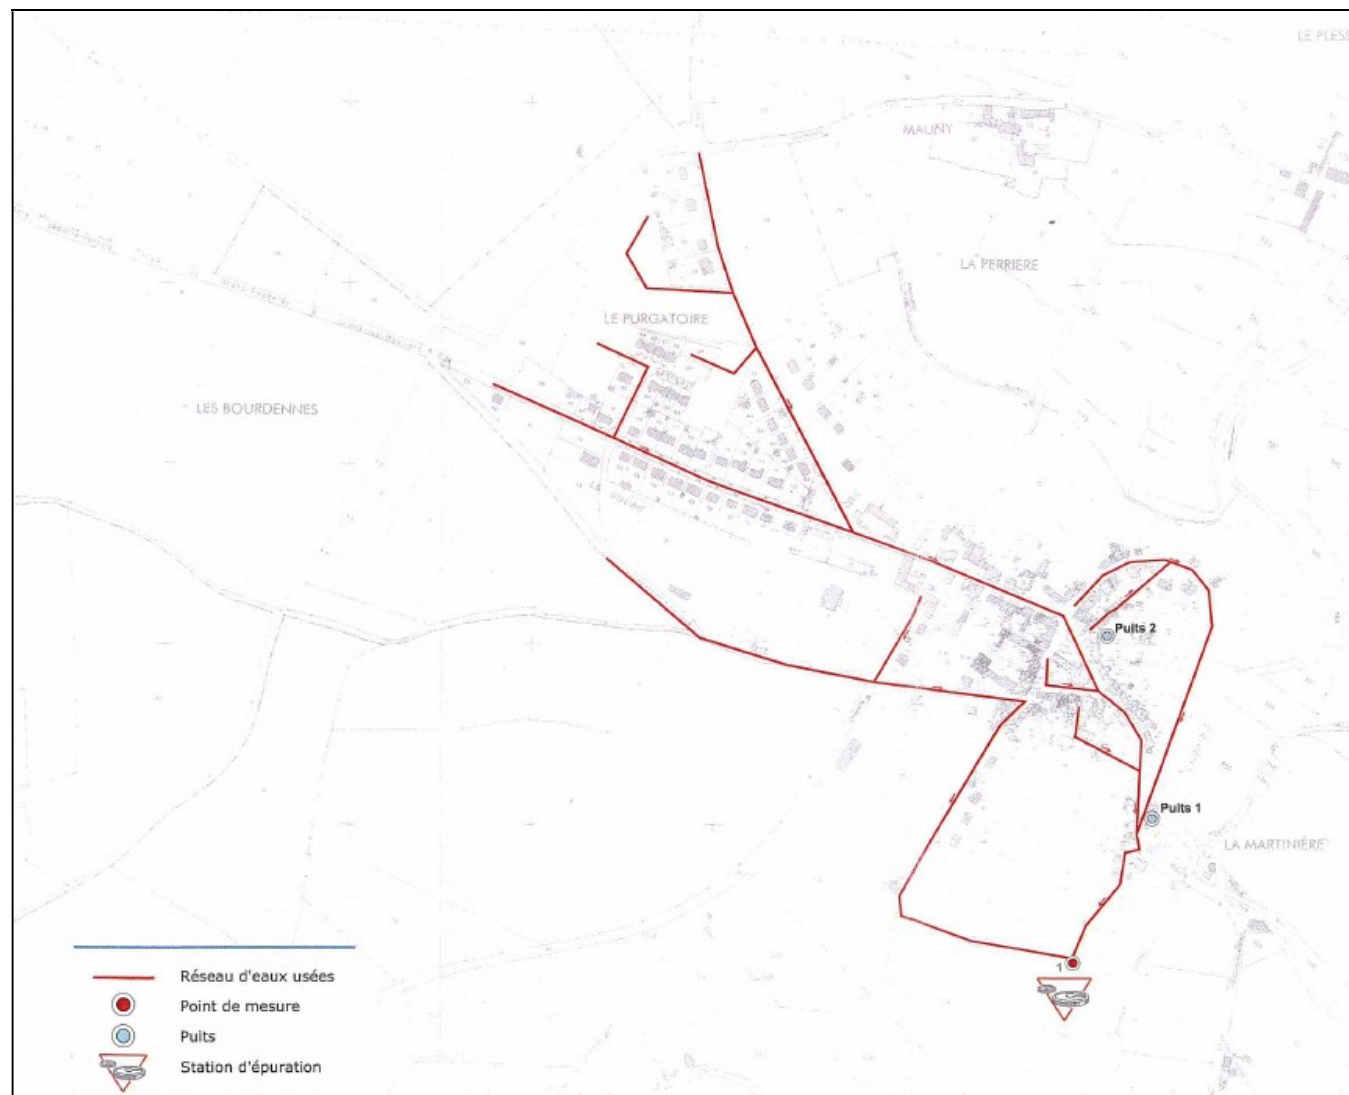 LE PLESS
MAUNY
LA PERRIERE
LE PURGATOIRE
LES BOURDENNES
Puits 2
Puits 1
LA MARTINIÈRE
1
Réseau d'eaux usées
Point de mesure
Puits
Station d'épuration